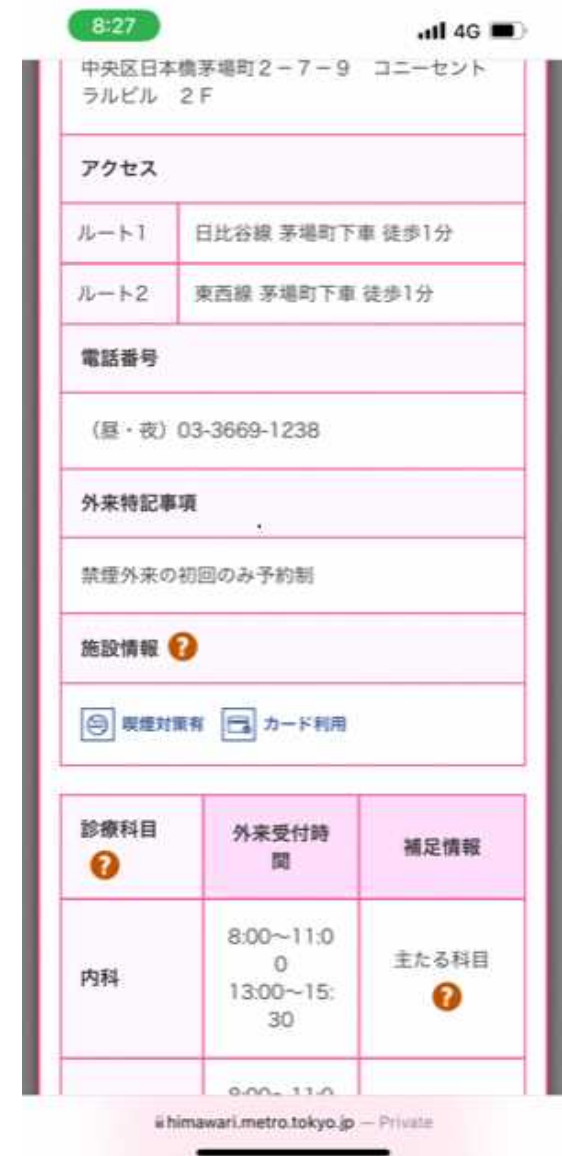 8:27
4G
中央区日本橋茅場町２－７－９　コニーセント
ラルビル　２Ｆ
アクセス
ルート1
日比谷線 茅場町下車 徒歩1分
ルート2
東西線 茅場町下車 徒歩1分
電話番号
（昼・夜）03-3669-1238
外来特記事項
禁煙外来の初回のみ予約制
施設情報 ?
喫煙対策有 カード利用
診療科目
?
外来受付時
間
補足情報
内科
8:00〜11:0
0
13:00〜15:
30
主たる科目
?
8:00〜11:0
himawari.metro.tokyo.jp — Private